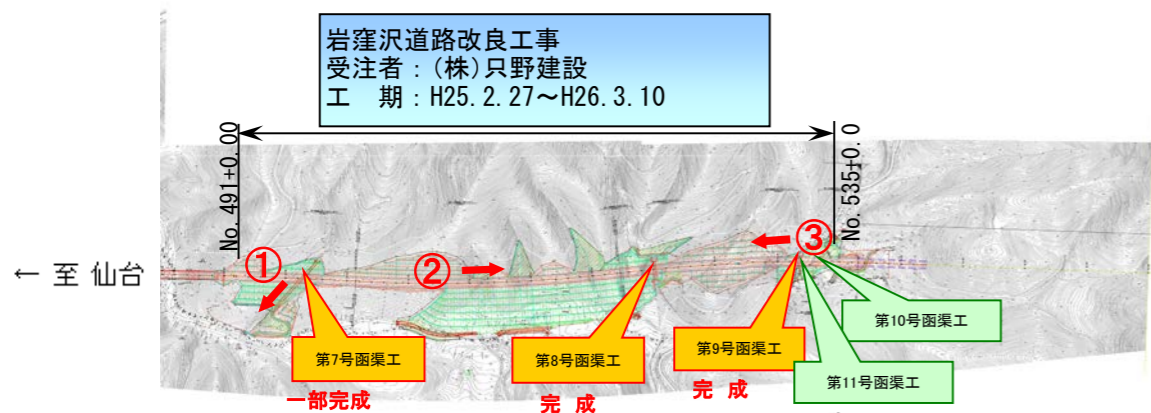 岩窪沢道路改良工事
受注者：(株)只野建設
工　期：H25.2.27～H26.3.10
No.491+0.00
No.535+0.0
← 至 仙台
①
②
③
第7号函渠工
一部完成
第8号函渠工
完 成
第9号函渠工
完 成
第10号函渠工
第11号函渠工